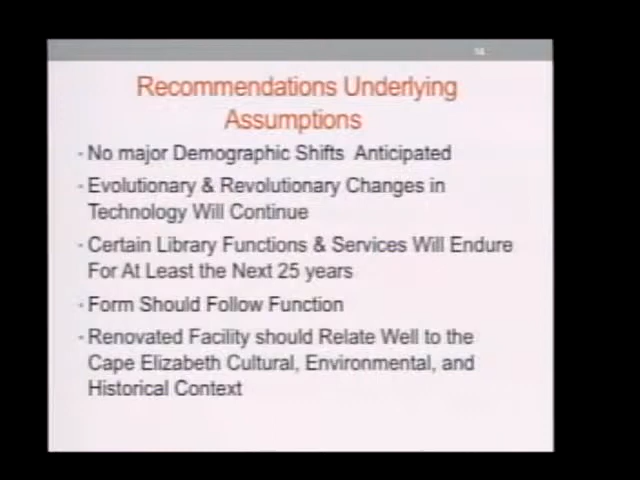 14
Recommendations Underlying
Assumptions
· No major Demographic Shifts Anticipated
· Evolutionary & Revolutionary Changes in
Technology Will Continue
· Certain Library Functions & Services Will Endure
For At Least the Next 25 years
· Form Should Follow Function
· Renovated Facility should Relate Well to the
Cape Elizabeth Cultural, Environmental, and
Historical Context